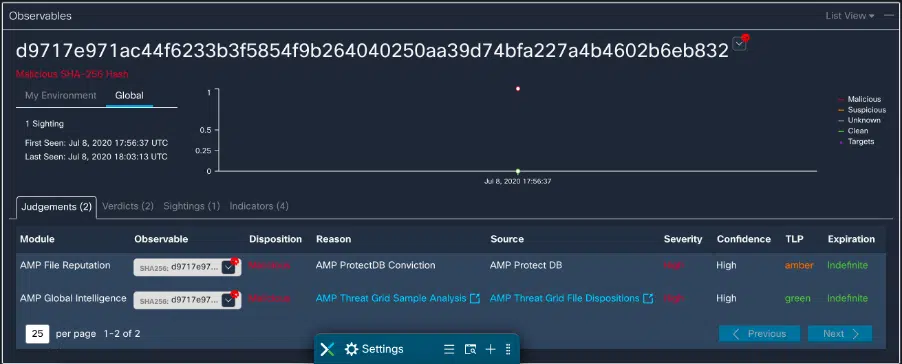 Observables
List View
d9717e971ac44f6233b3f5854f9b264040250aa39d74bfa227a4b4602b6eb832
Malicious SHA-256 Hash
My Environment Global
1 Sighting
First Seen: Jul 8, 2020 17:56:37 UTC
Last Seen: Jul 8, 2020 18:03:13 UTC
1
0.5
0.25
0
Jul 8, 2020 17:56:37
Malicious
Suspicious
Unknown
Clean
Targets
Judgements (2) Verdicts (2) Sightings (1) Indicators (4)
Module Observable Disposition Reason Source Severity Confidence TLP Expiration
AMP File Reputation SHA256: d9717e97... Malicious AMP ProtectDB Conviction AMP Protect DB High High amber Indefinite
AMP Global Intelligence SHA256: d9717e97... Malicious AMP Threat Grid Sample Analysis AMP Threat Grid File Dispositions High High green Indefinite
25 per page 1-2 of 2
Previous Next
Settings